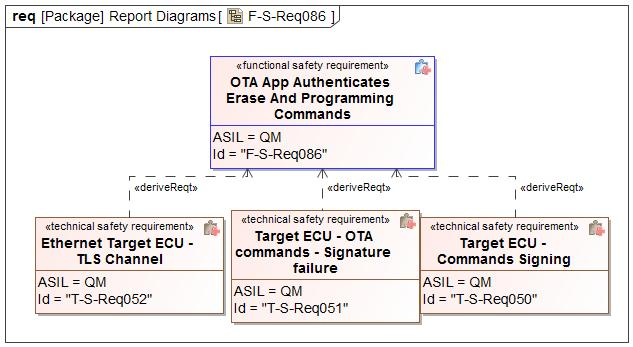 req [Package] Report Diagrams[ F-S-Req086 ]
«functional safety requirement»
OTA App Authenticates
Erase And Programming
Commands
ASIL = QM
Id = "F-S-Req086"
«deriveReqt»
«deriveReqt»
«deriveReqt»
«technical safety requirement»
Ethernet Target ECU -
TLS Channel
ASIL = QM
Id = "T-S-Req052"
«technical safety requirement»
Target ECU - OTA
commands - Signature
failure
ASIL = QM
Id = "T-S-Req051"
«technical safety requirement»
Target ECU -
Commands Signing
ASIL = QM
Id = "T-S-Req050"